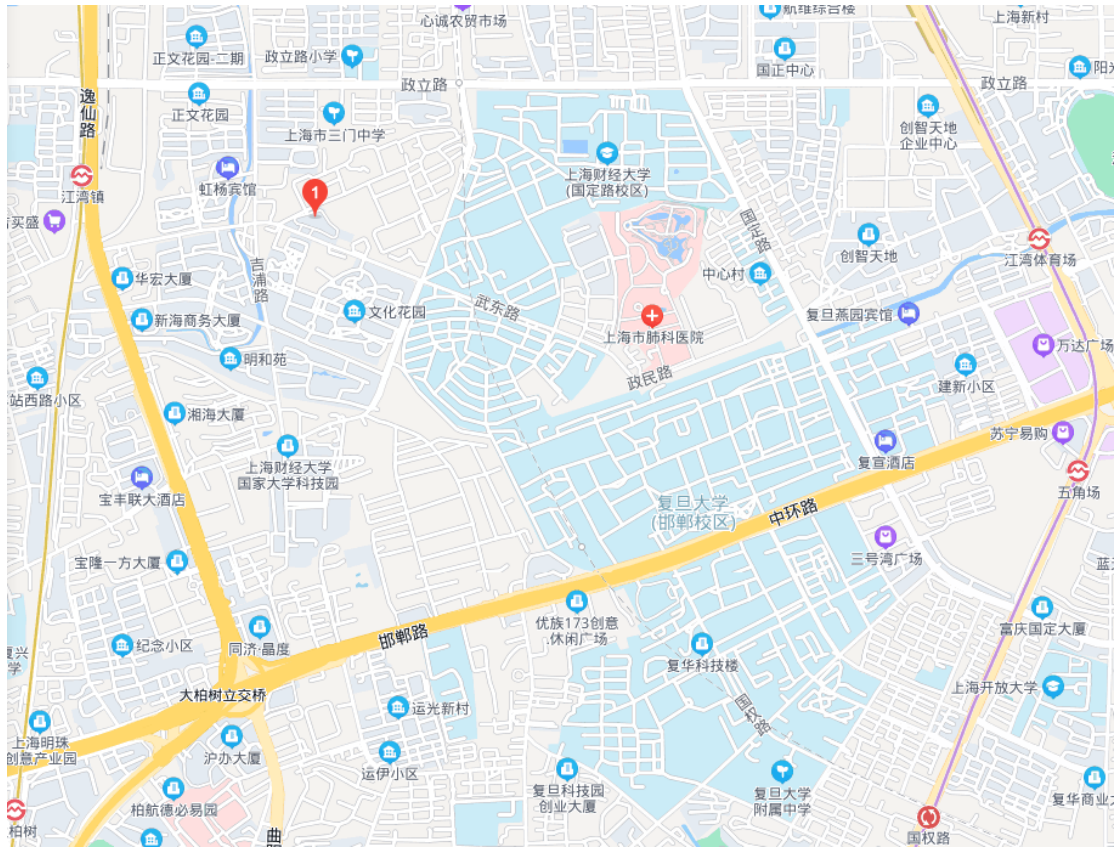 心诚农贸市场
航维综合楼
上海新村
正文花园-二期
政立路小学
国正中心
阳光
政立路
政立路
逸仙路
正文花园
上海市三门中学
创智天地
企业中心
上海财经大学
(国定路校区)
江湾镇
虹杨宾馆
1
买盛
国定路
创智天地
江湾体育场
吉浦路
中心村
华宏大厦
武东路
文化花园
复旦燕园宾馆
新海商务大厦
上海市肺科医院
万达广场
明和苑
政民路
建新小区
站西路小区
湘海大厦
苏宁易购
上海财经大学
国家大学科技园
复宣酒店
宝丰联大酒店
五角场
复旦大学
(邯郸校区)
中环路
三号湾广场
宝隆一方大厦
蓝
优族173创意
休闲广场
富庆国定大厦
纪念小区
同济·晶度
邯郸路
复华科技楼
复兴
学
上海开放大学
大柏树立交桥
运光新村
国权路
上海明珠
创意产业园
沪办大厦
运伊小区
复旦科技园
创业大厦
复旦大学
附属中学
复华商业大
柏航德必易园
柏树
曲阳
国权路